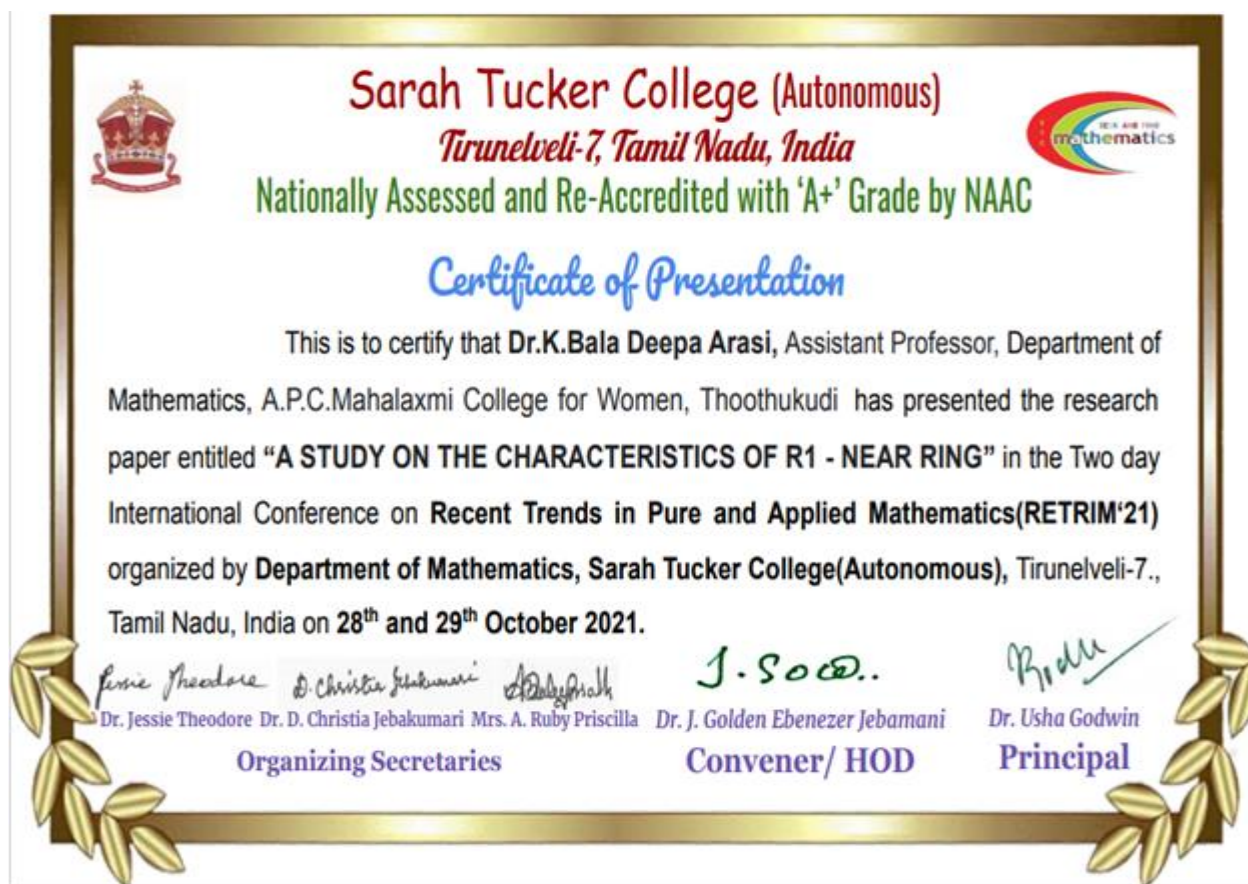 Sarah Tucker College (Autonomous)
Tirunelveli-7, Tamil Nadu, India
Nationally Assessed and Re-Accredited with ‘A+’ Grade by NAAC
mathematics
Certificate of Presentation
This is to certify that Dr.K.Bala Deepa Arasi, Assistant Professor, Department of
Mathematics, A.P.C.Mahalaxmi College for Women, Thoothukudi has presented the research
paper entitled “A STUDY ON THE CHARACTERISTICS OF R1 - NEAR RING” in the Two day
International Conference on Recent Trends in Pure and Applied Mathematics(RETRIM‘21)
organized by Department of Mathematics, Sarah Tucker College(Autonomous), Tirunelveli-7.,
Tamil Nadu, India on 28th and 29th October 2021.
Jessie Theodore D. Christia Jebakumari
Dr. Jessie Theodore Dr. D. Christia Jebakumari Mrs. A. Ruby Priscilla Dr. J. Golden Ebenezer Jebamani Dr. Usha Godwin
Organizing Secretaries Convener/ HOD Principal